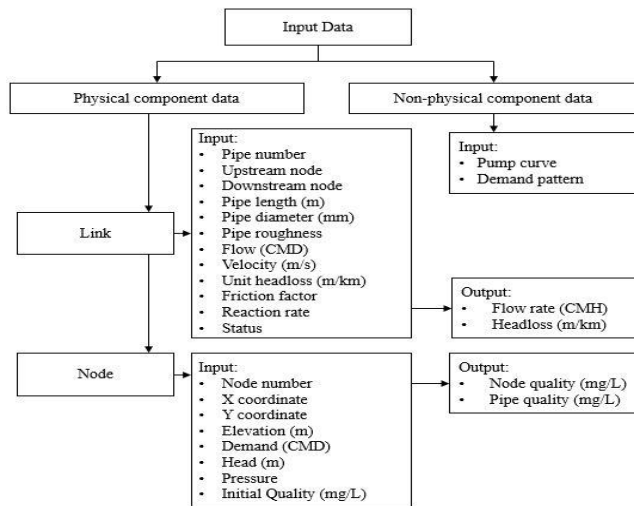 Input Data
Physical component data
Non-physical component data
Input:
• Pipe number
• Upstream node
• Downstream node
• Pipe length (m)
• Pipe diameter (mm)
• Pipe roughness
• Flow (CMD)
• Velocity (m/s)
• Unit headloss (m/km)
• Friction factor
• Reaction rate
• Status
Input:
• Pump curve
• Demand pattern
Link
Output:
• Flow rate (CMH)
• Headloss (m/km)
Node
Input:
• Node number
• X coordinate
• Y coordinate
• Elevation (m)
• Demand (CMD)
• Head (m)
• Pressure
• Initial Quality (mg/L)
Output:
• Node quality (mg/L)
• Pipe quality (mg/L)